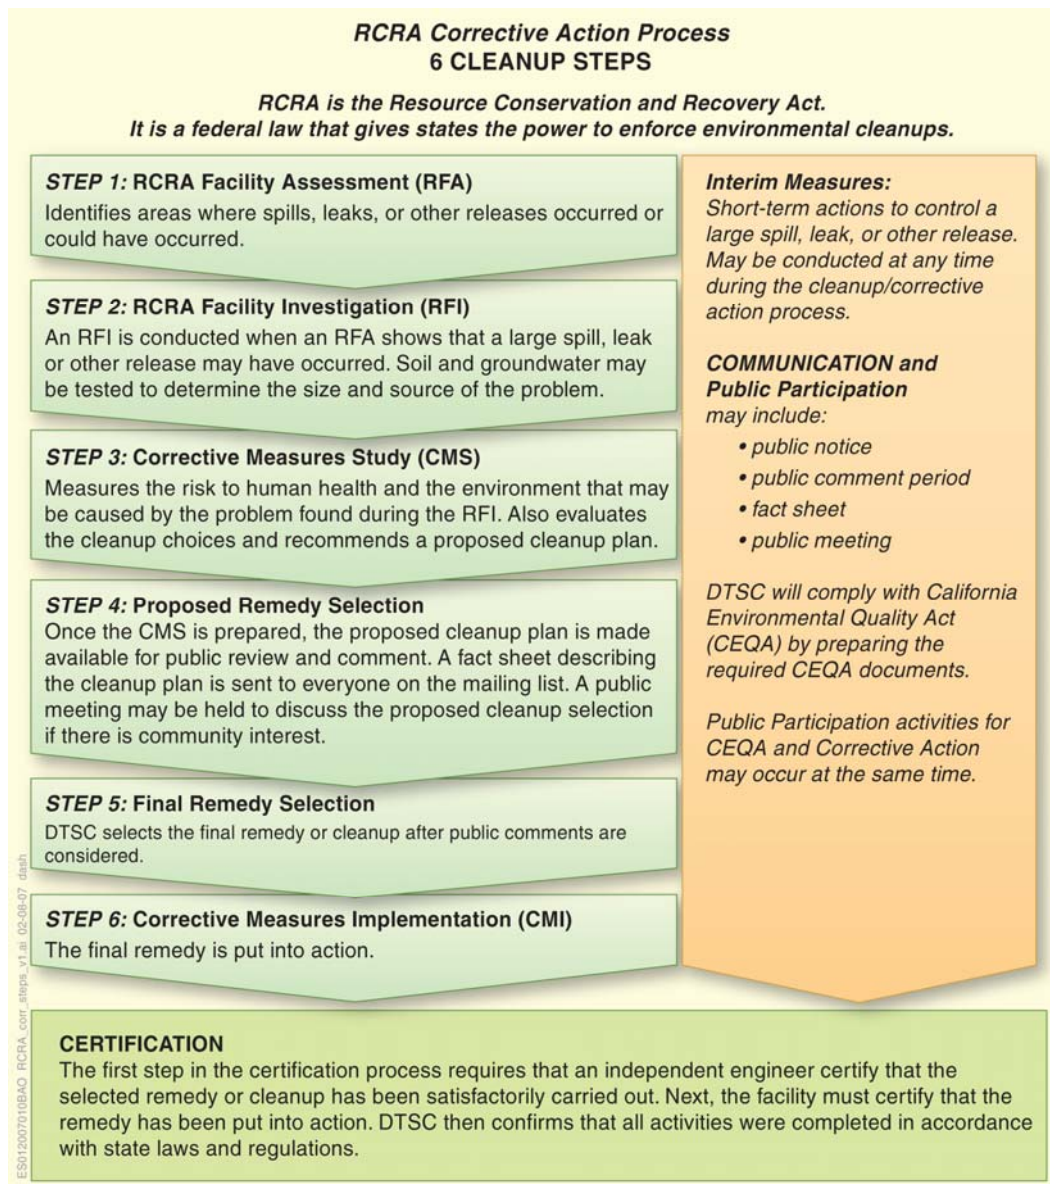 RCRA Corrective Action Process
6 CLEANUP STEPS
RCRA is the Resource Conservation and Recovery Act.
It is a federal law that gives states the power to enforce environmental cleanups.
STEP 1: RCRA Facility Assessment (RFA)
Identifies areas where spills, leaks, or other releases occurred or
could have occurred.
STEP 2: RCRA Facility Investigation (RFI)
An RFI is conducted when an RFA shows that a large spill, leak
or other release may have occurred. Soil and groundwater may
be tested to determine the size and source of the problem.
STEP 3: Corrective Measures Study (CMS)
Measures the risk to human health and the environment that may
be caused by the problem found during the RFI. Also evaluates
the cleanup choices and recommends a proposed cleanup plan.
STEP 4: Proposed Remedy Selection
Once the CMS is prepared, the proposed cleanup plan is made
available for public review and comment. A fact sheet describing
the cleanup plan is sent to everyone on the mailing list. A public
meeting may be held to discuss the proposed cleanup selection
if there is community interest.
STEP 5: Final Remedy Selection
DTSC selects the final remedy or cleanup after public comments are
considered.
STEP 6: Corrective Measures Implementation (CMI)
The final remedy is put into action.
Interim Measures:
Short-term actions to control a
large spill, leak, or other release.
May be conducted at any time
during the cleanup/corrective
action process.
COMMUNICATION and
Public Participation
may include:
• public notice
• public comment period
• fact sheet
• public meeting
DTSC will comply with California
Environmental Quality Act
(CEQA) by preparing the
required CEQA documents.
Public Participation activities for
CEQA and Corrective Action
may occur at the same time.
CERTIFICATION
The first step in the certification process requires that an independent engineer certify that the
selected remedy or cleanup has been satisfactorily carried out. Next, the facility must certify that the
remedy has been put into action. DTSC then confirms that all activities were completed in accordance
with state laws and regulations.
ES012007010BAO RCRA_corr_steps_v1.ai 02-08-07 dash